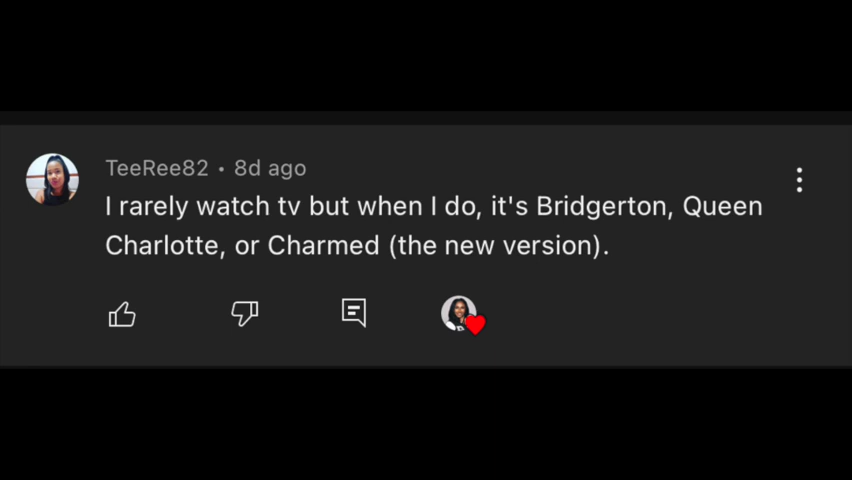 TeeRee82 • 8d ago
I rarely watch tv but when I do, it's Bridgerton, Queen
Charlotte, or Charmed (the new version).